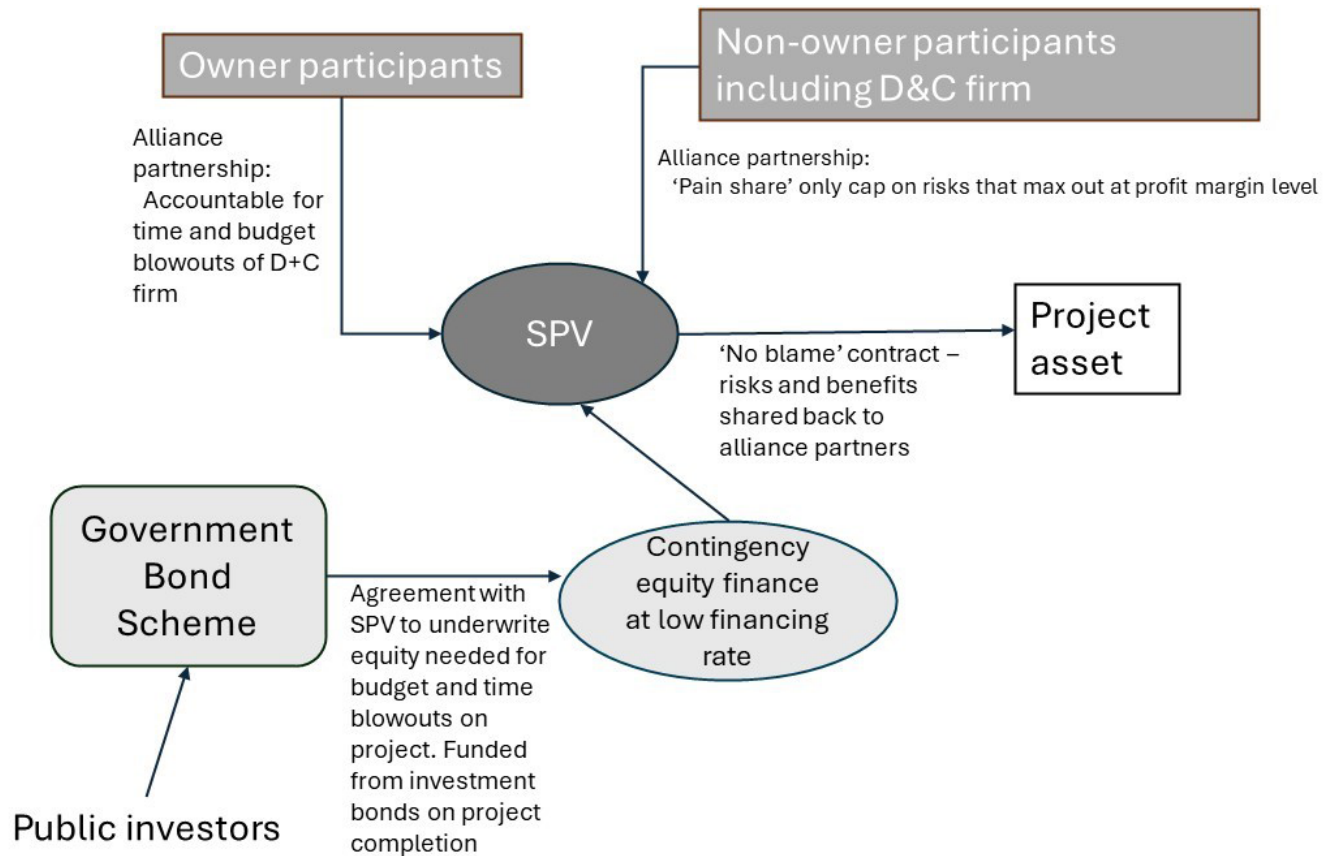 Owner participants
Non-owner participants
including D&C firm
Alliance
partnership:
Accountable for
time and budget
blowouts of D+C
firm
Alliance partnership:
‘Pain share’ only cap on risks that max out at profit margin level
SPV
Project
asset
‘No blame’ contract –
risks and benefits
shared back to
alliance partners
Government
Bond
Scheme
Agreement with
SPV to underwrite
equity needed for
budget and time
blowouts on
project. Funded
from investment
bonds on project
completion
Contingency
equity finance
at low financing
rate
Public investors